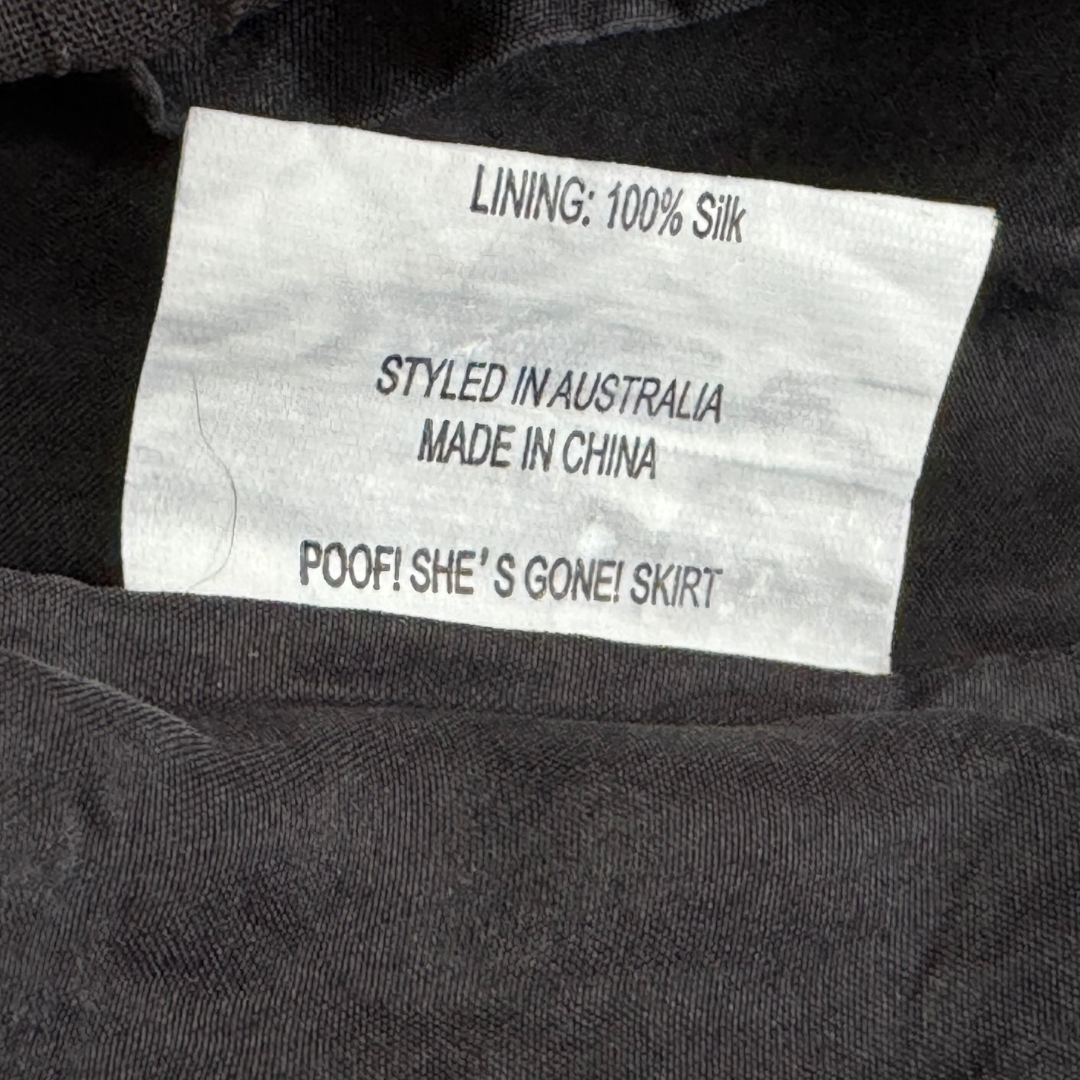 LINING: 100% Silk
STYLED IN AUSTRALIA
MADE IN CHINA
POOF! SHE'S GONE! SKIRT